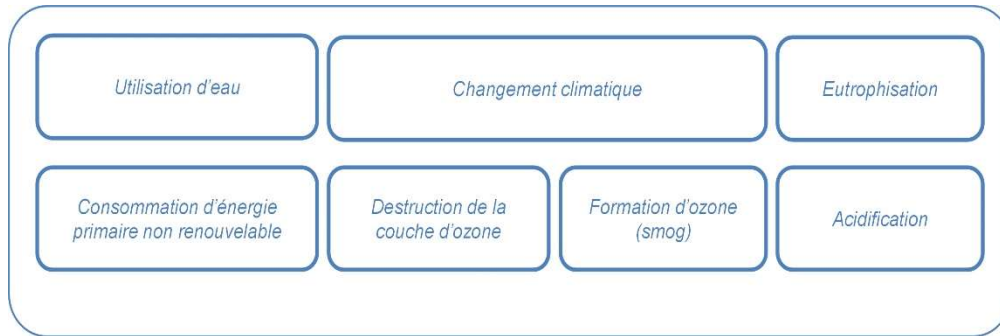 Utilisation d'eau
Changement climatique
Eutrophisation
Consommation d'énergie
primaire non renouvelable
Destruction de la
couche d'ozone
Formation d'ozone
(smog)
Acidification